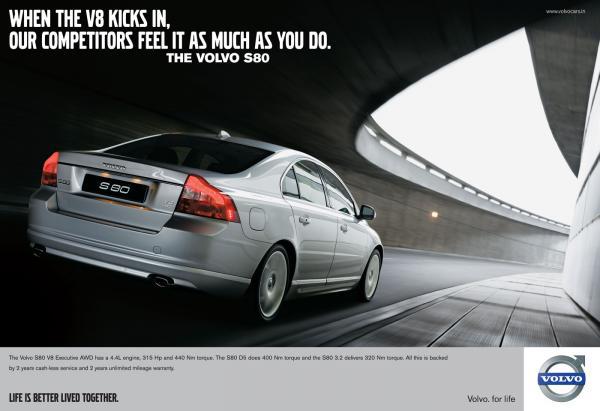 WHEN THE V8 KICKS IN,
OUR COMPETITORS FEEL IT AS MUCH AS YOU DO.
THE VOLVO S80
www.volvocars.in
VOLVO
S80
S 80
The Volvo S80 V8 Executive AWD has a 4.4L engine, 315 Hp and 440 Nm torque. The S80 D5 does 400 Nm torque and the S80 3.2 delivers 320 Nm torque. All this is backed
by 2 years cash-less service and 2 years unlimited mileage warranty.
LIFE IS BETTER LIVED TOGETHER.
Volvo. for life
VOLVO